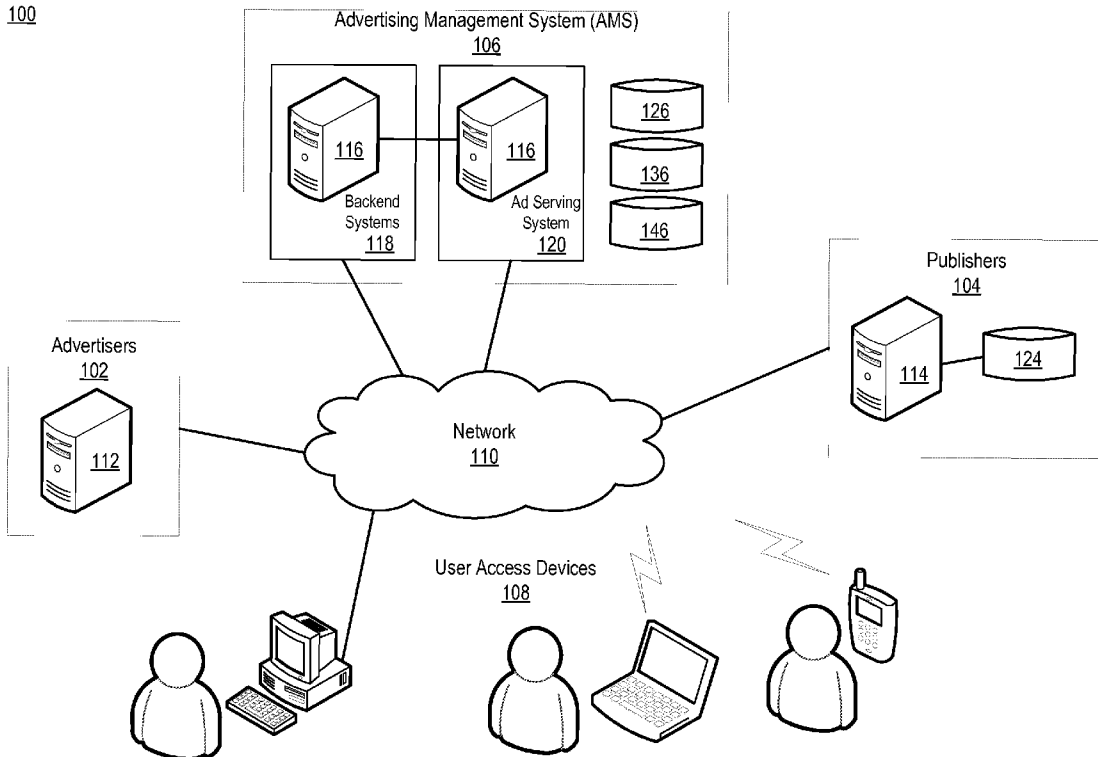 100
Advertising Management System (AMS)
106
116
116
Backend
Systems
118
Ad Serving
System
120
126
136
146
Publishers
104
114
124
Advertisers
102
112
Network
110
User Access Devices
108